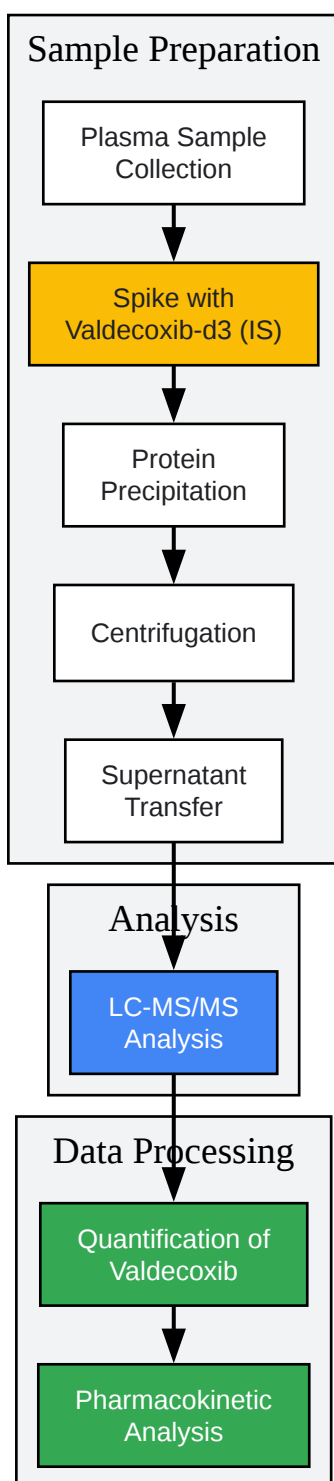 Sample Preparation
Plasma Sample
Collection
Spike with
Valdecoxib-d3 (IS)
Protein
Precipitation
Centrifugation
Supernatant
Transfer
Analysis
LC-MS/MS
Analysis
Data Processing
Quantification of
Valdecoxib
Pharmacokinetic
Analysis